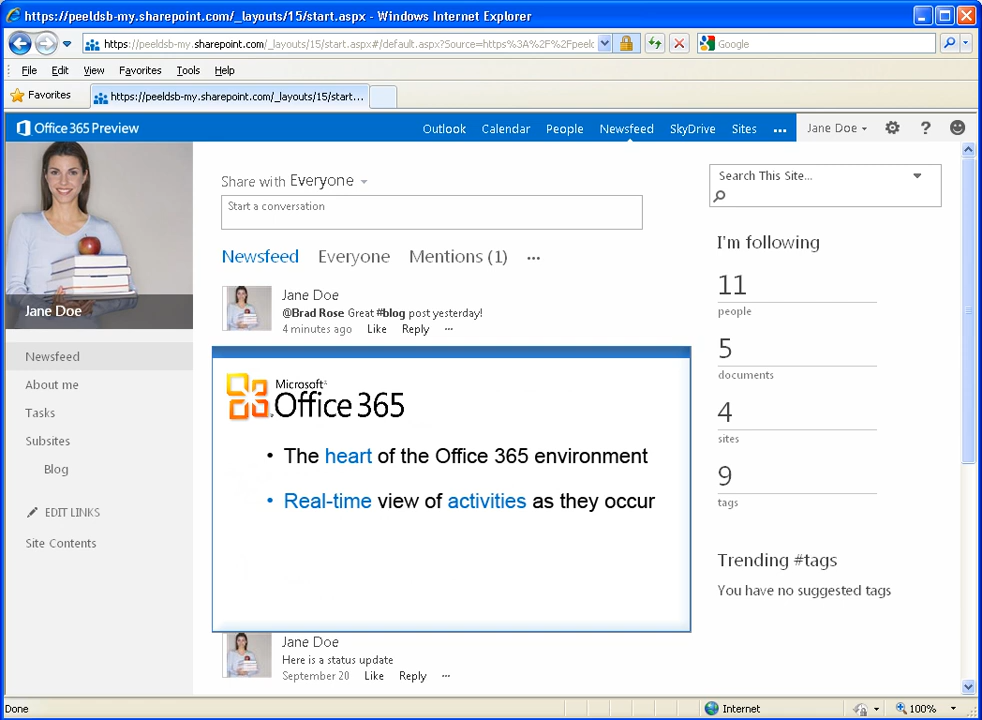 https://peeldsb-my.sharepoint.com/_layouts/15/start.aspx - Windows Internet Explorer
https://peeldsb-my.sharepoint.com/_layouts/15/start.aspx#/default.aspx?Source=https%3A%2F%2Fpeeld
Google
File Edit View Favorites Tools Help
Favorites
https://peeldsb-my.sharepoint.com/_layouts/15/start...
Office 365 Preview
Outlook Calendar People Newsfeed SkyDrive Sites ... Jane Doe ?
Jane Doe
Newsfeed
About me
Tasks
Subsites
Blog
EDIT LINKS
Site Contents
Share with Everyone
Start a conversation
Newsfeed Everyone Mentions (1) ...
Jane Doe
@Brad Rose Great #blog post yesterday!
4 minutes ago Like Reply ...
Microsoft
Office 365
• The heart of the Office 365 environment
• Real-time view of activities as they occur
Jane Doe
Here is a status update
September 20 Like Reply ...
Search This Site...
I'm following
11
people
5
documents
4
sites
9
tags
Trending #tags
You have no suggested tags
Done
Internet
100%